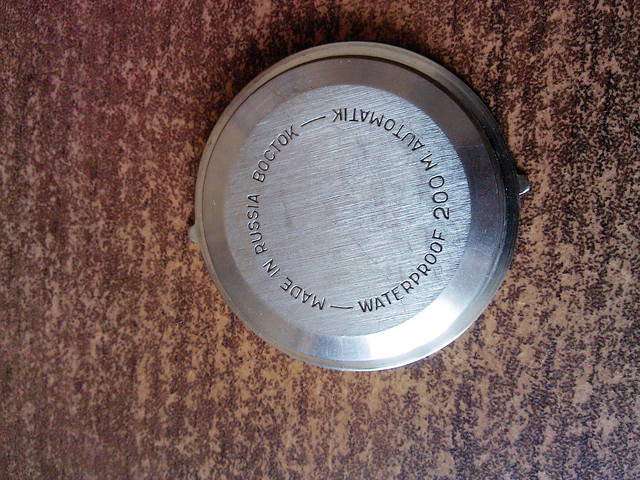 WATERPROOF 200 M. AUTOMATIK —
MADE IN RUSSIA ВОСТОК —